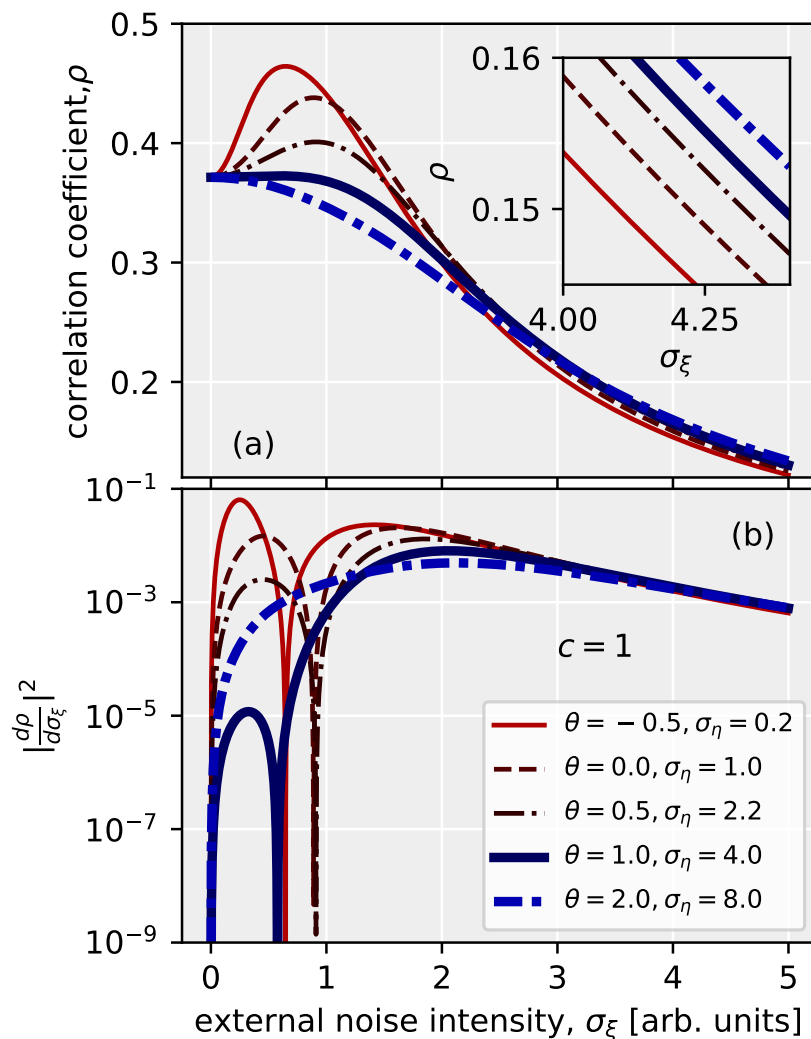 0.5
0.4
0.3
0.2
0.1
correlation coefficient,ρ
(a)
0.16
0.15
ρ
4.00 4.25
σ_ξ
10⁻¹
10⁻³
10⁻⁵
10⁻⁷
10⁻⁹
|dρ/dσ_ξ|²
(b)
c = 1
θ = −0.5, σ_η = 0.2
θ = 0.0, σ_η = 1.0
θ = 0.5, σ_η = 2.2
θ = 1.0, σ_η = 4.0
θ = 2.0, σ_η = 8.0
0 1 2 3 4 5
external noise intensity, σ_ξ [arb. units]